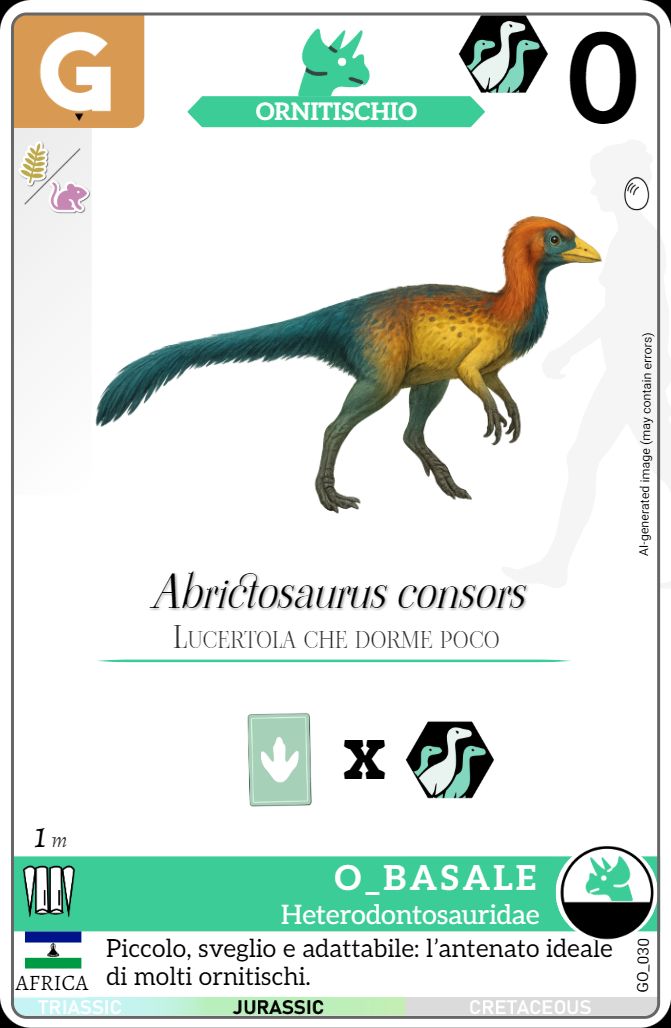 G
ORNITISCHIO
0
AI-generated image (may contain errors)
Abrictosaurus consors
Lucertola che dorme poco
X
1 m
O_BASALE
Heterodontosauridae
AFRICA
Piccolo, sveglio e adattabile: l’antenato ideale
di molti ornitischi.
GO_030
TRIASSIC
JURASSIC
CRETACEOUS